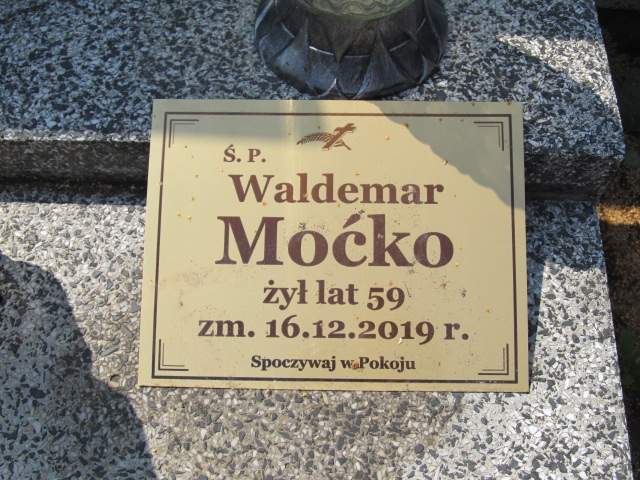 Ś. P.
Waldemar
Moćko
żył lat 59
zm. 16.12.2019 r.
Spoczywaj w Pokoju